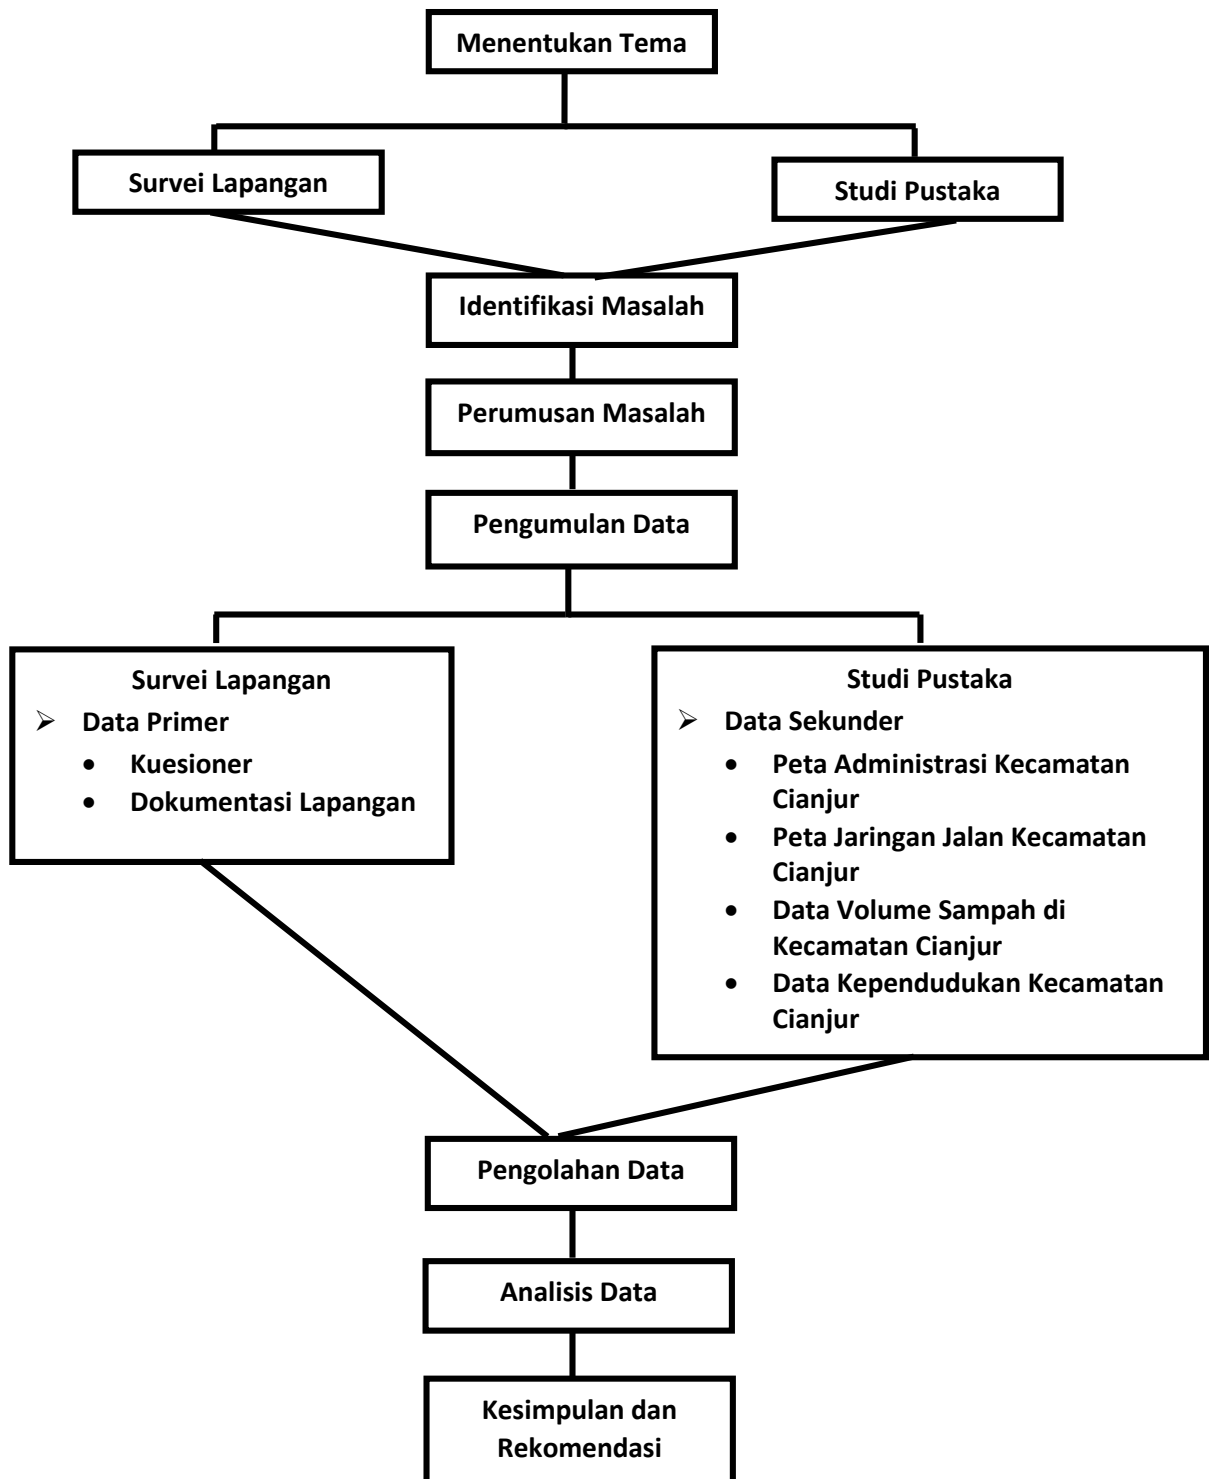 Menentukan Tema
Survei Lapangan
Studi Pustaka
Identifikasi Masalah
Perumusan Masalah
Pengumulan Data
Survei Lapangan
➢ Data Primer
• Kuesioner
• Dokumentasi Lapangan
Studi Pustaka
➢ Data Sekunder
• Peta Administrasi Kecamatan
Cianjur
• Peta Jaringan Jalan Kecamatan
Cianjur
• Data Volume Sampah di
Kecamatan Cianjur
• Data Kependudukan Kecamatan
Cianjur
Pengolahan Data
Analisis Data
Kesimpulan dan
Rekomendasi